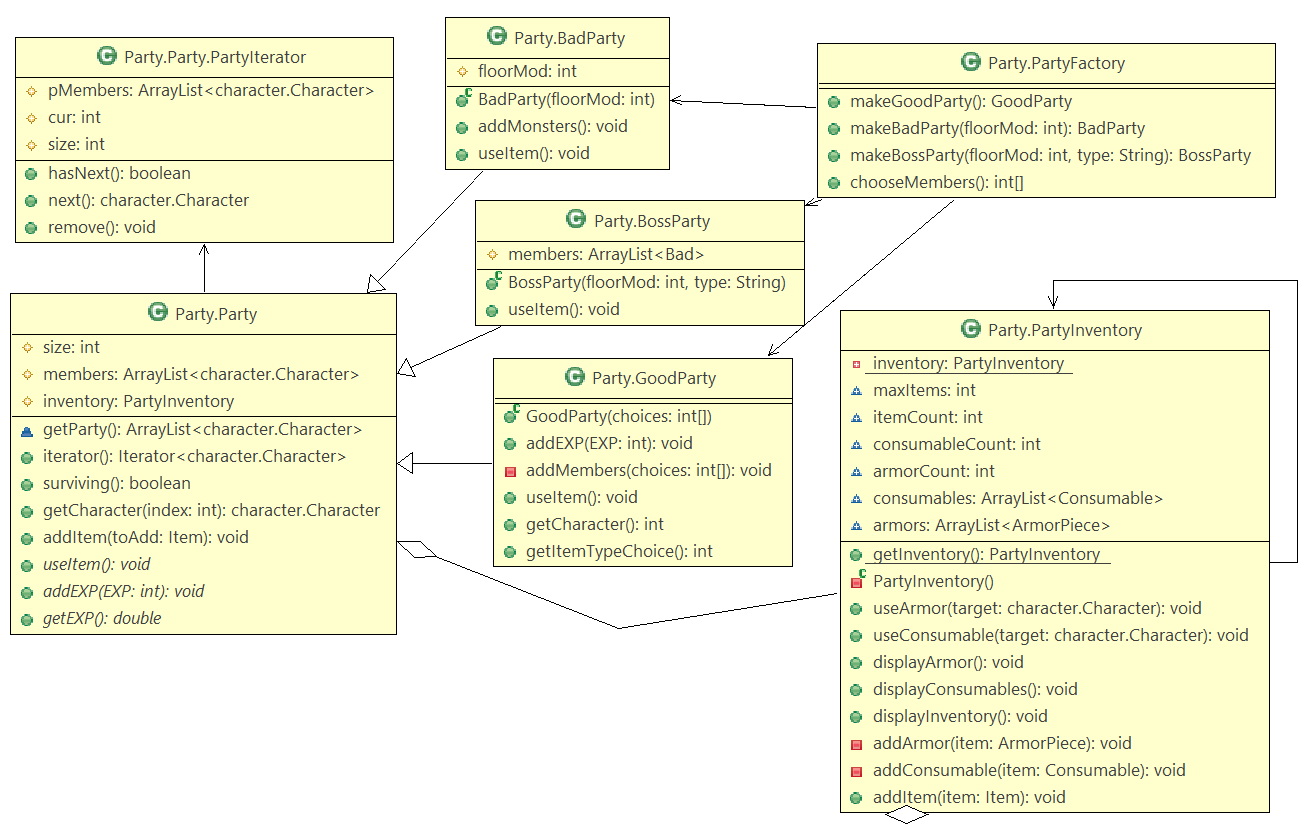 Party.Party.PartyIterator
pMembers: ArrayList<character.Character>
cur: int
size: int
hasNext(): boolean
next(): character.Character
remove(): void
Party.BadParty
floorMod: int
BadParty(floorMod: int)
addMonsters(): void
useItem(): void
Party.PartyFactory
makeGoodParty(): GoodParty
makeBadParty(floorMod: int): BadParty
makeBossParty(floorMod: int, type: String): BossParty
chooseMembers(): int[]
Party.BossParty
members: ArrayList<Bad>
BossParty(floorMod: int, type: String)
useItem(): void
Party.Party
size: int
members: ArrayList<character.Character>
inventory: PartyInventory
getParty(): ArrayList<character.Character>
iterator(): Iterator<character.Character>
surviving(): boolean
getCharacter(index: int): character.Character
addItem(toAdd: Item): void
useItem(): void
addEXP(EXP: int): void
getEXP(): double
Party.GoodParty
GoodParty(choices: int[])
addEXP(EXP: int): void
addMembers(choices: int[]): void
useItem(): void
getCharacter(): int
getItemTypeChoice(): int
Party.PartyInventory
inventory: PartyInventory
maxItems: int
itemCount: int
consumableCount: int
armorCount: int
consumables: ArrayList<Consumable>
armors: ArrayList<ArmorPiece>
getInventory(): PartyInventory
PartyInventory()
useArmor(target: character.Character): void
useConsumable(target: character.Character): void
displayArmor(): void
displayConsumables(): void
displayInventory(): void
addArmor(item: ArmorPiece): void
addConsumable(item: Consumable): void
addItem(item: Item): void